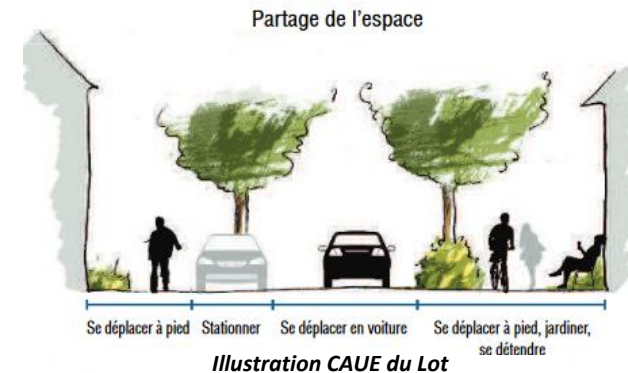 Partage de l'espace
Se déplacer à pied
Stationner
Se déplacer en voiture
Se déplacer à pied, jardiner,
se détendre
Illustration CAUE du Lot